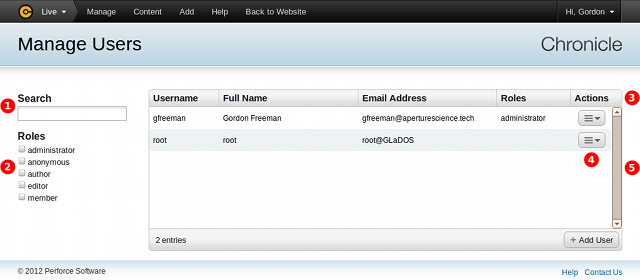 Live Manage Content Add Help Back to Website Hi, Gordon
Manage Users
Chronicle
1 Search
Roles
2
administrator
anonymous
author
editor
member
Username Full Name Email Address Roles Actions 3
gfreeman Gordon Freeman gfreeman@aperturescience.tech administrator
root root root@GLaDOS
4
5
2 entries + Add User
© 2012 Perforce Software Help Contact Us